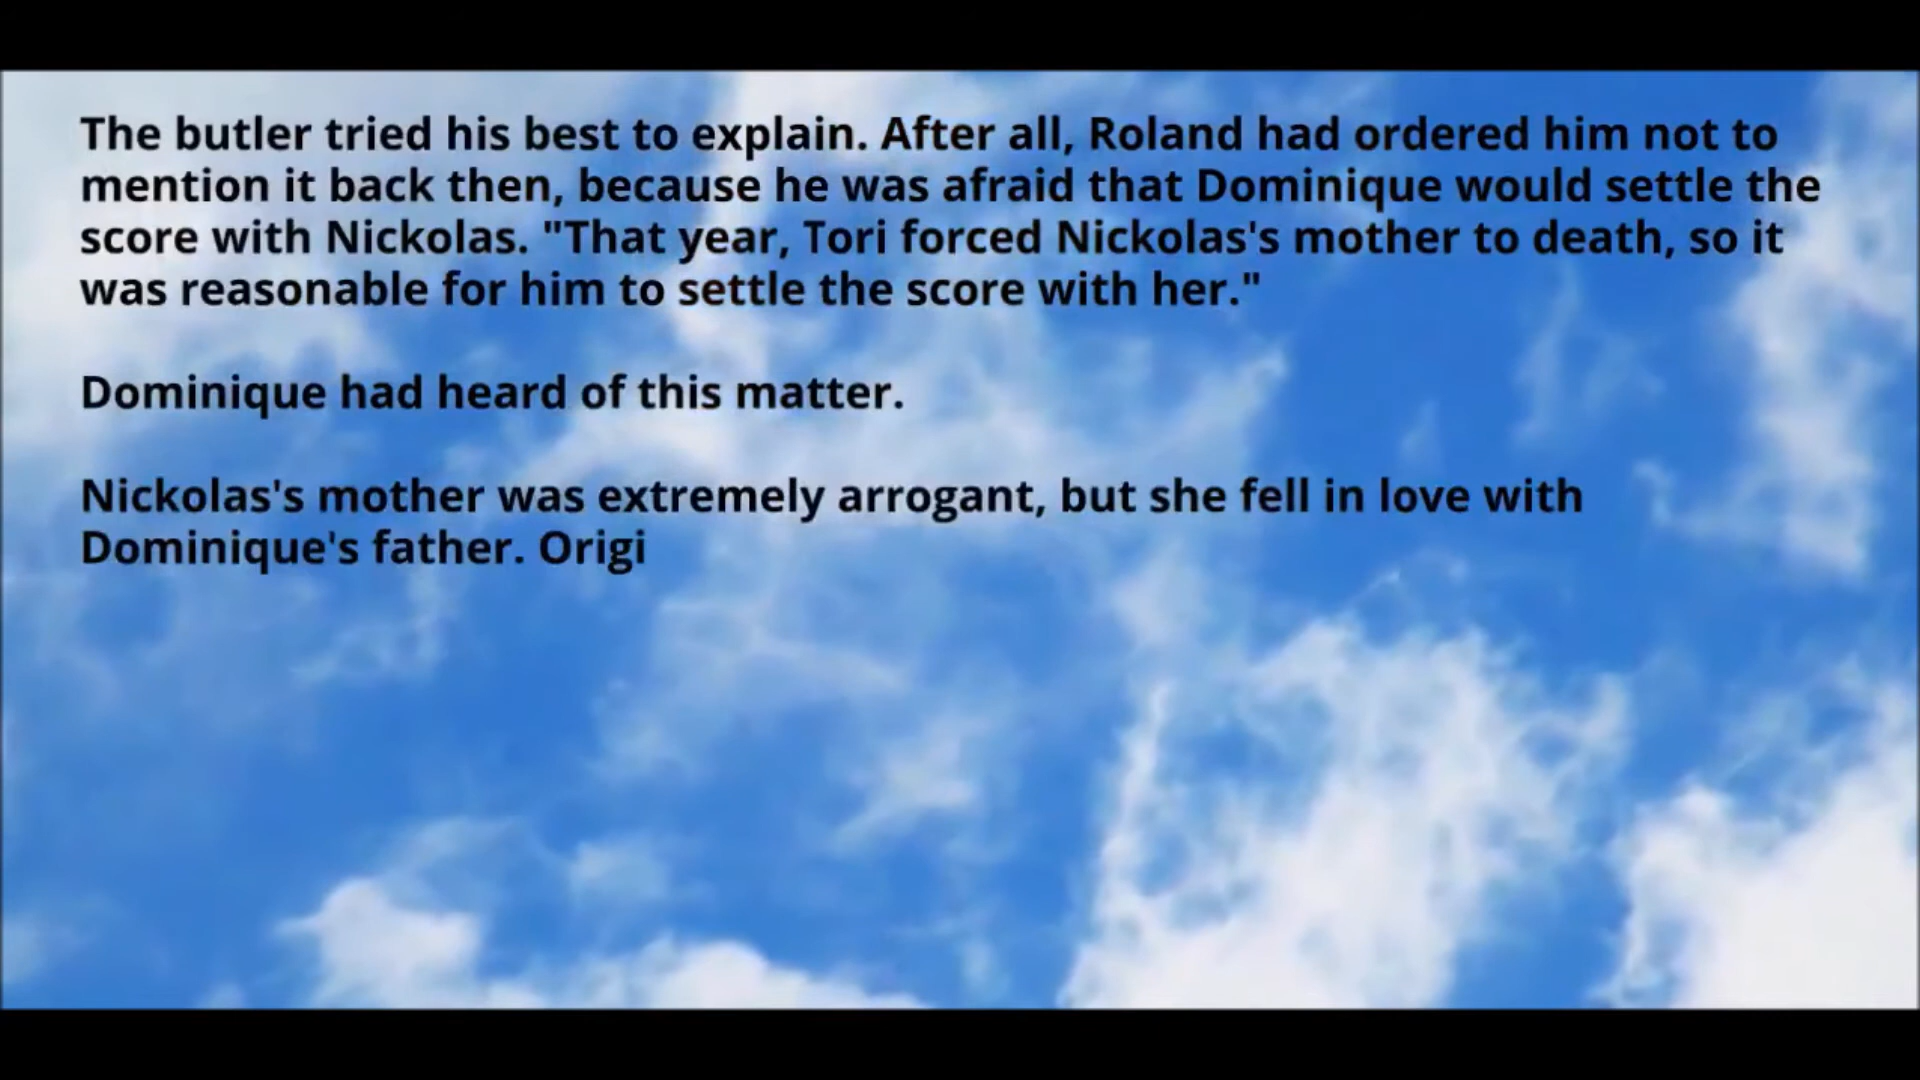 The butler tried his best to explain. After all, Roland had ordered him not to
mention it back then, because he was afraid that Dominique would settle the
score with Nickolas. "That year, Tori forced Nickolas's mother to death, so it
was reasonable for him to settle the score with her."
Dominique had heard of this matter.
Nickolas's mother was extremely arrogant, but she fell in love with
Dominique's father. Origi